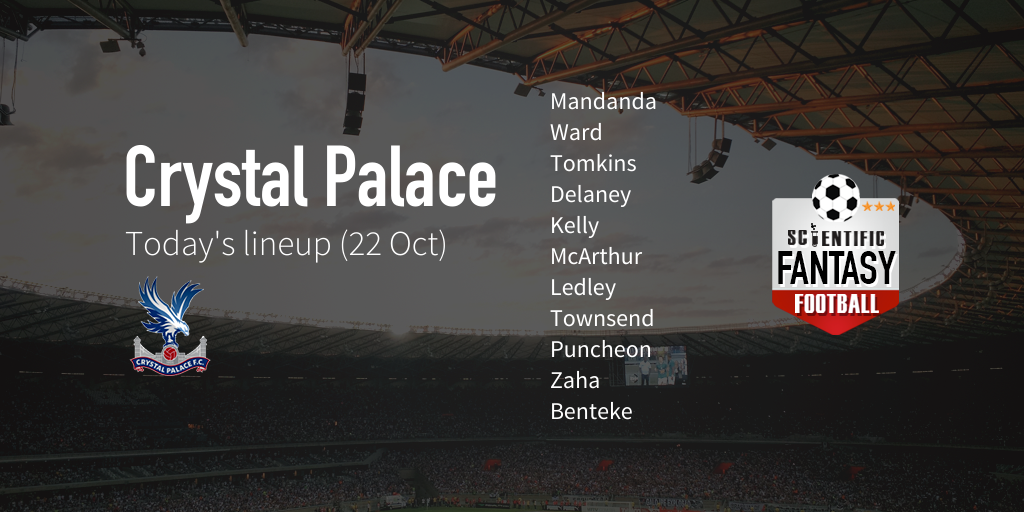 Crystal Palace
Today's lineup (22 Oct)
CRYSTAL PALACE F.C.
Mandanda
Ward
Tomkins
Delaney
Kelly
McArthur
Ledley
Townsend
Puncheon
Zaha
Benteke
SCIENTIFIC
FANTASY
FOOTBALL